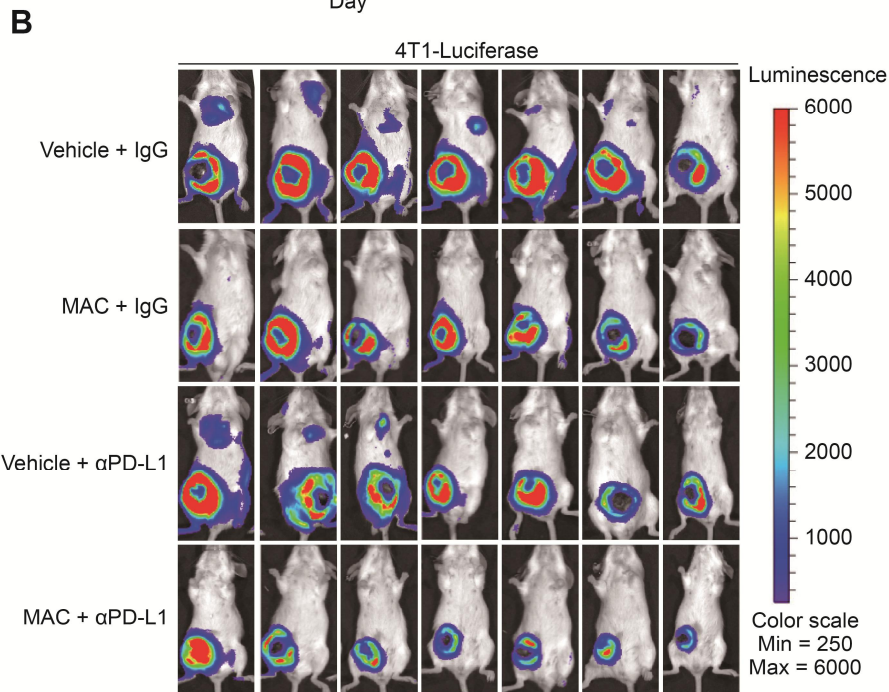 Day
B
4T1-Luciferase
Luminescence
Vehicle + IgG
MAC + IgG
Vehicle + αPD-L1
MAC + αPD-L1
6000
5000
4000
3000
2000
1000
Color scale
Min = 250
Max = 6000